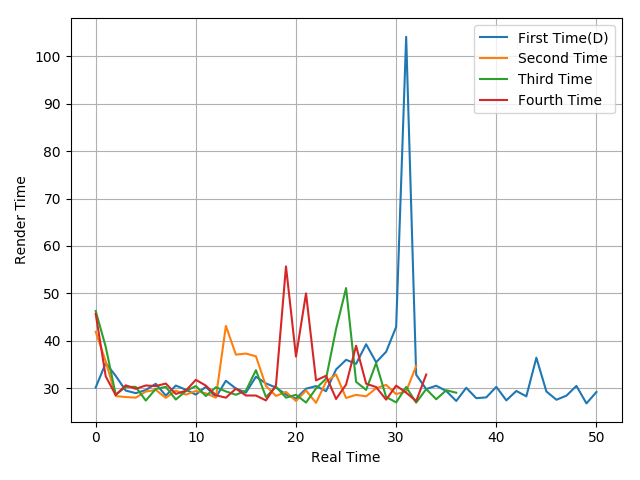 First Time(D)
Second Time
Third Time
Fourth Time
100
90
80
70
60
50
40
30
Render Time
0 10 20 30 40 50
Real Time